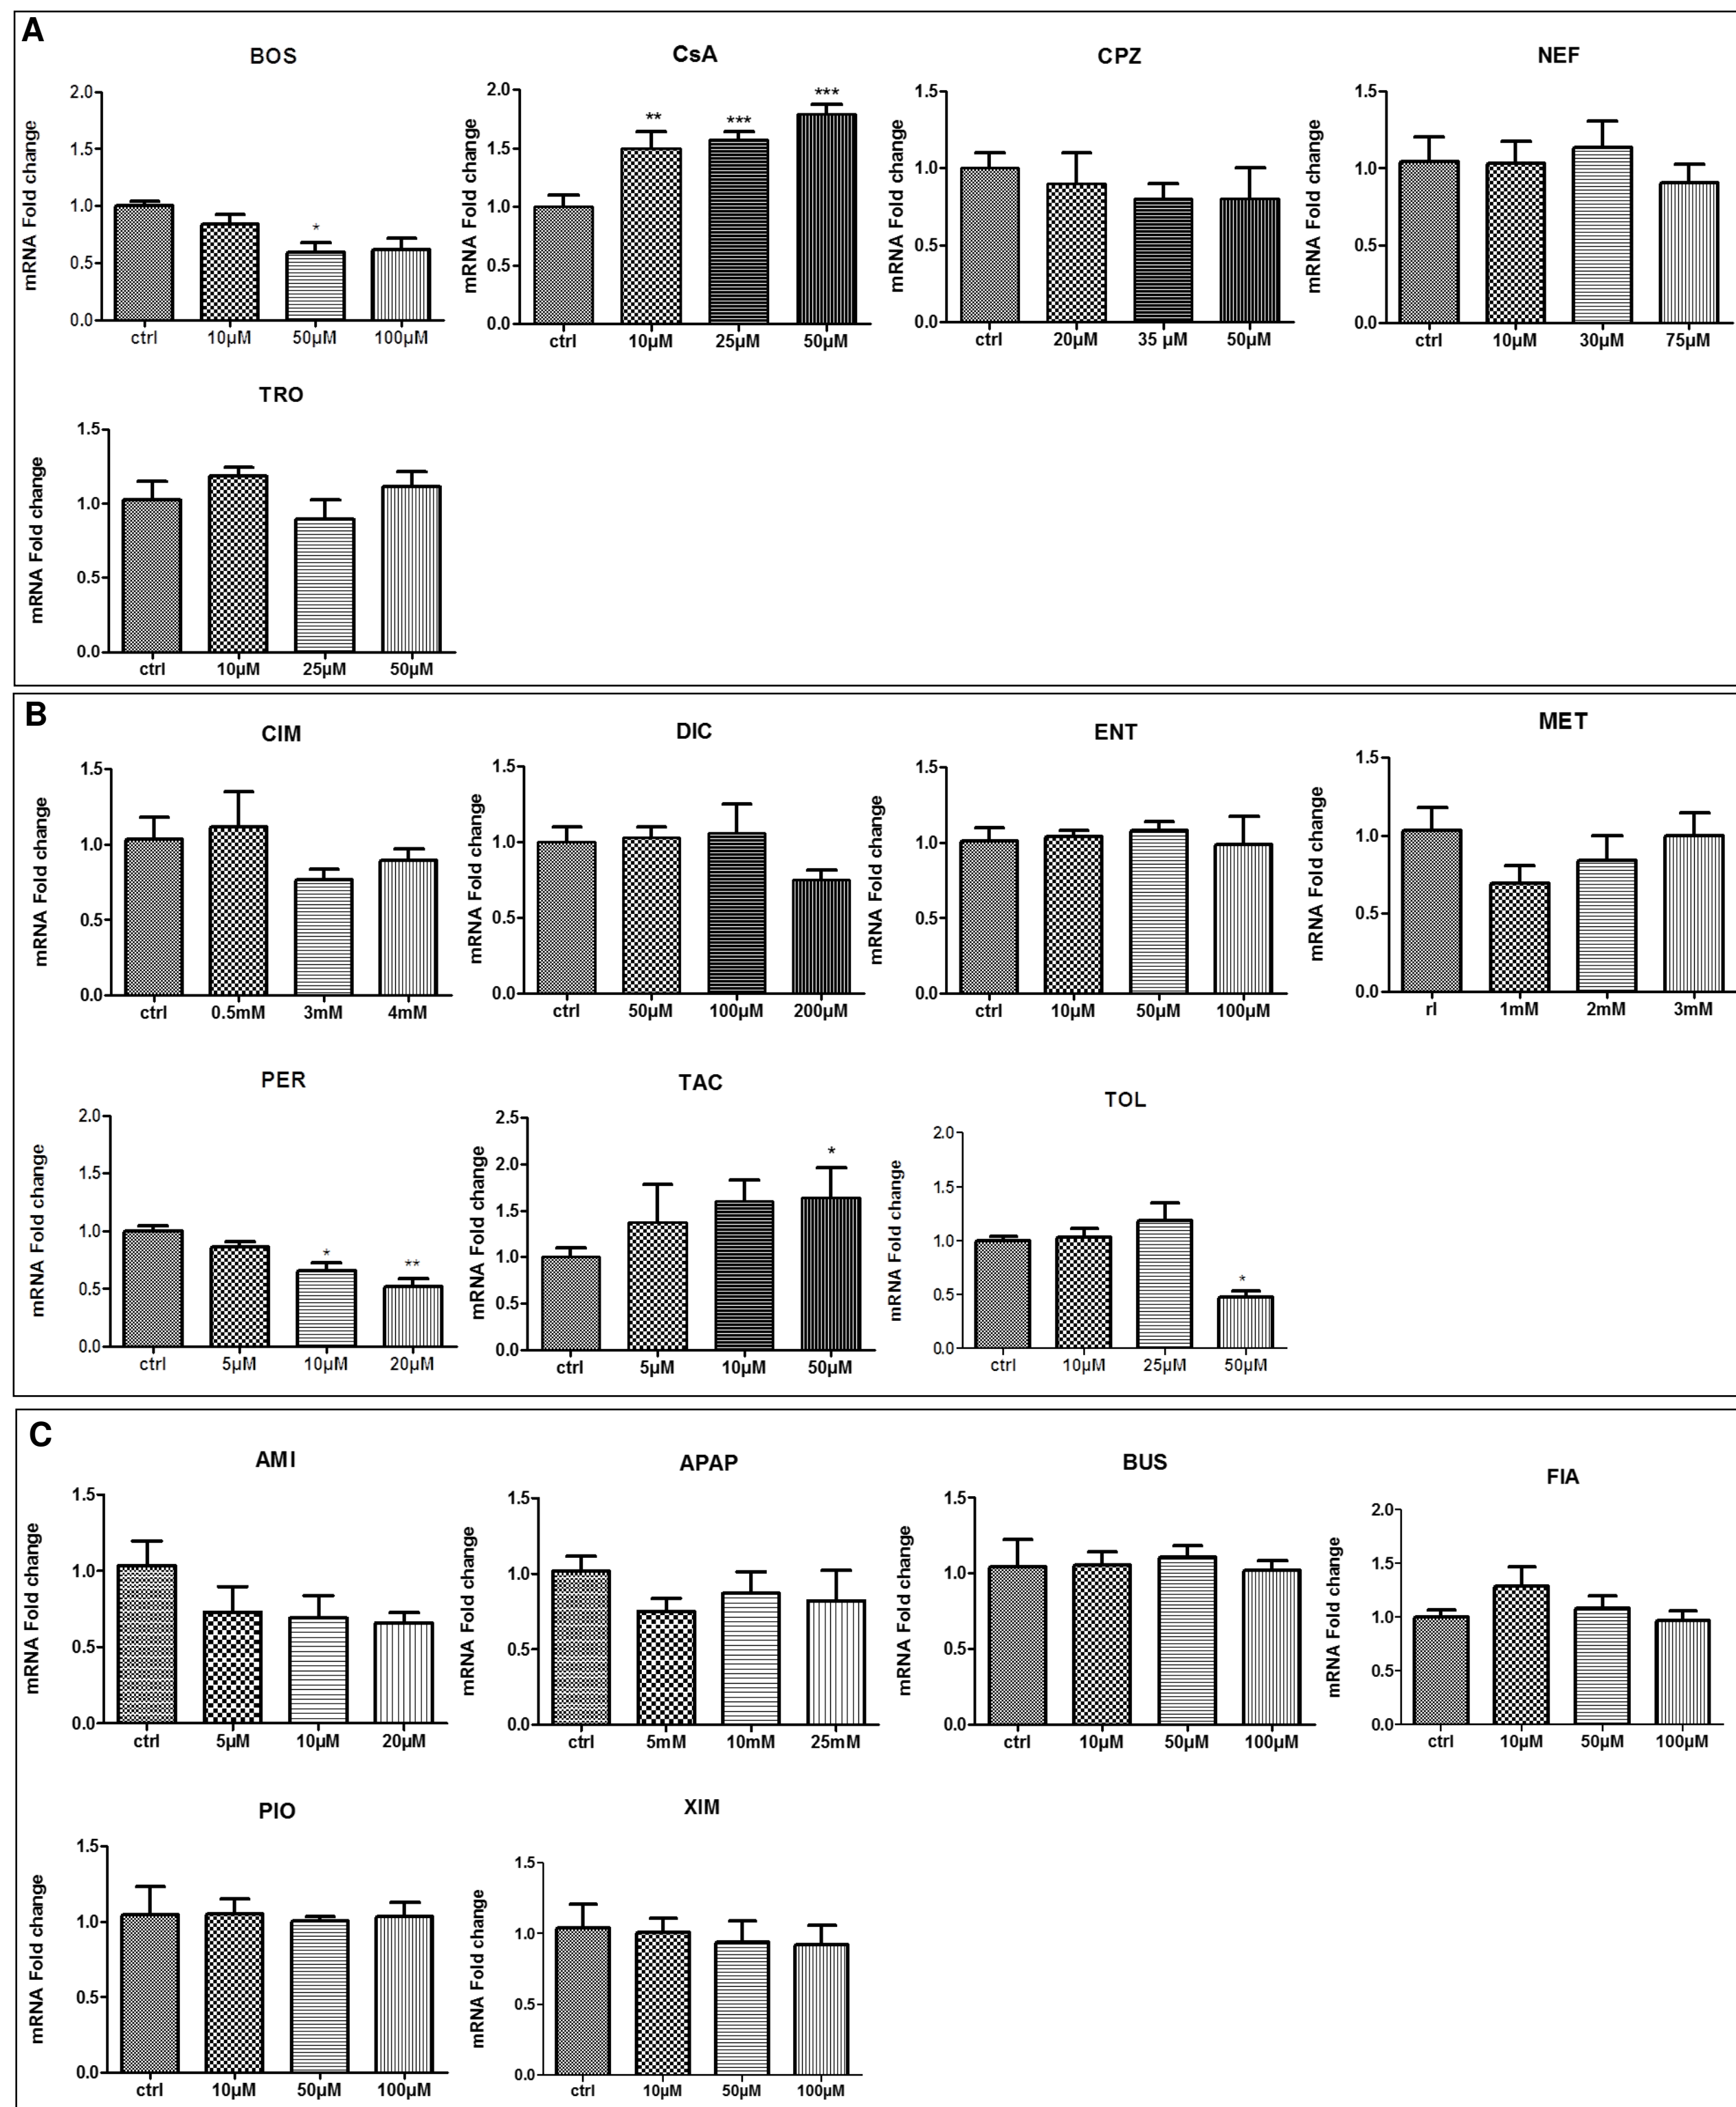 A
BOS
mRNA Fold change
2.0
1.5
1.0
0.5
0.0
*
ctrl 10µM 50µM 100µM
CsA
mRNA Fold change
2.0
1.5
1.0
0.5
0.0
** *** ***
ctrl 10µM 25µM 50µM
CPZ
mRNA Fold change
1.5
1.0
0.5
0.0
ctrl 20µM 35 µM 50µM
NEF
mRNA Fold change
1.5
1.0
0.5
0.0
ctrl 10µM 30µM 75µM
TRO
mRNA Fold change
1.5
1.0
0.5
0.0
ctrl 10µM 25µM 50µM
B
CIM
mRNA Fold change
1.5
1.0
0.5
0.0
ctrl 0.5mM 3mM 4mM
DIC
mRNA Fold change
1.5
1.0
0.5
0.0
ctrl 50µM 100µM 200µM
ENT
mRNA Fold change
1.5
1.0
0.5
0.0
ctrl 10µM 50µM 100µM
MET
mRNA Fold change
1.5
1.0
0.5
0.0
rl 1mM 2mM 3mM
PER
mRNA Fold change
2.0
1.5
1.0
0.5
0.0
* **
ctrl 5µM 10µM 20µM
TAC
mRNA Fold change
2.5
2.0
1.5
1.0
0.5
0.0
*
ctrl 5µM 10µM 50µM
TOL
mRNA Fold change
2.0
1.5
1.0
0.5
0.0
*
ctrl 10µM 25µM 50µM
C
AMI
mRNA Fold change
1.5
1.0
0.5
0.0
ctrl 5µM 10µM 20µM
APAP
mRNA Fold change
1.5
1.0
0.5
0.0
ctrl 5mM 10mM 25mM
BUS
mRNA Fold change
1.5
1.0
0.5
0.0
ctrl 10µM 50µM 100µM
FIA
mRNA Fold change
2.0
1.5
1.0
0.5
0.0
ctrl 10µM 50µM 100µM
PIO
mRNA Fold change
1.5
1.0
0.5
0.0
ctrl 10µM 50µM 100µM
XIM
mRNA Fold change
1.5
1.0
0.5
0.0
ctrl 10µM 50µM 100µM